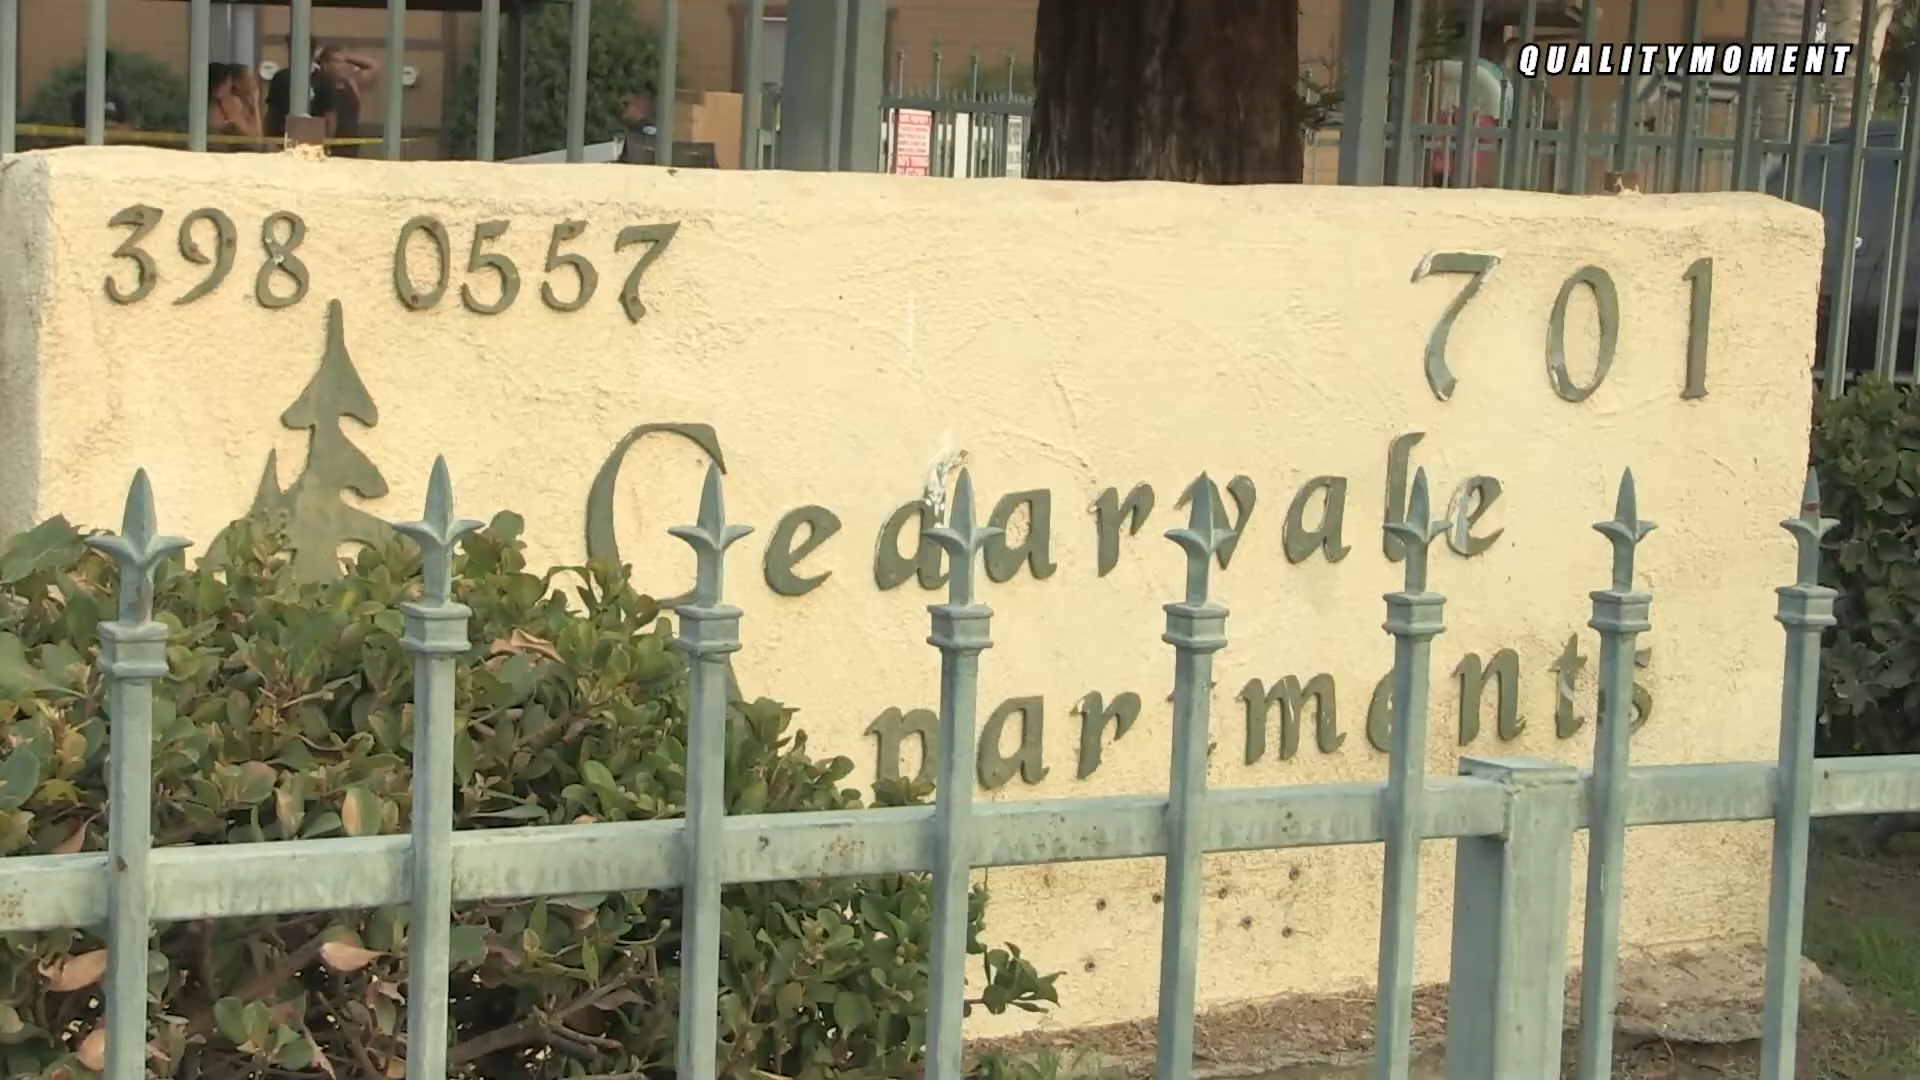 QUALITYMOMENT
398 0557
701
Cedarvale
Apartments